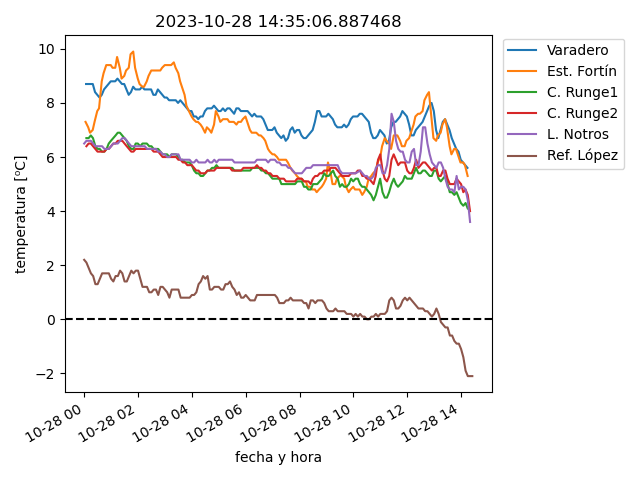 2023-10-28 14:35:06.887468
temperatura [ºC]
10
8
6
4
2
0
−2
10-28 00
10-28 02
10-28 04
10-28 06
10-28 08
10-28 10
10-28 12
10-28 14
fecha y hora
Varadero
Est. Fortín
C. Runge1
C. Runge2
L. Notros
Ref. López